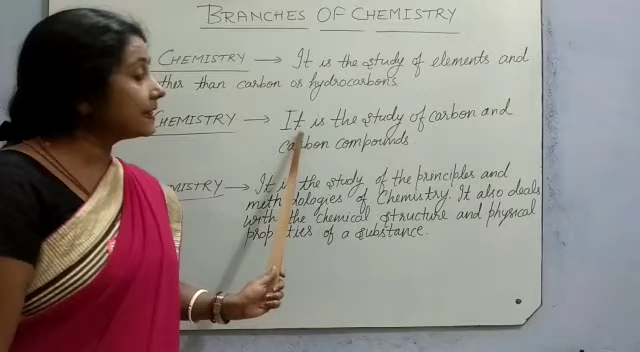 BRANCHES OF CHEMISTRY
CHEMISTRY → It is the study of elements and
ther than carbon or hydrocarbons
CHEMISTRY → It is the study of carbon and
carbon compounds
MISTRY → It is the study of the principles and
methodologies of Chemistry. It also deals
with the chemical structure and physical
properties of a substance.